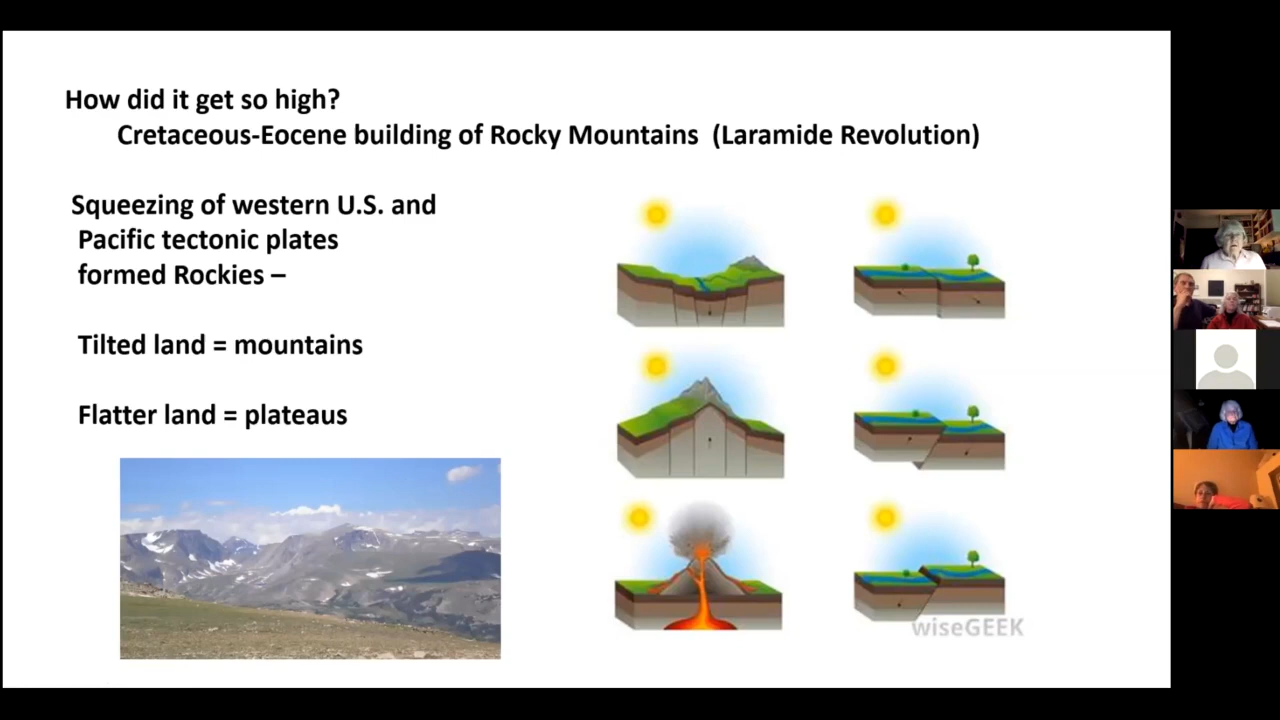 How did it get so high?
Cretaceous-Eocene building of Rocky Mountains (Laramide Revolution)
Squeezing of western U.S. and
Pacific tectonic plates
formed Rockies –
Tilted land = mountains
Flatter land = plateaus
wiseGEEK